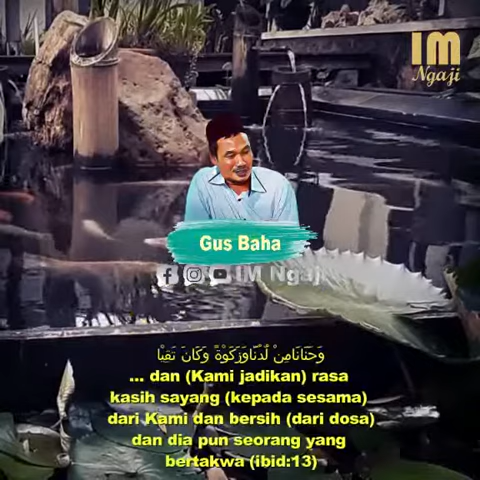 IM
Ngaji
Gus Baha
IM Ngaji
وَحَنَانًا مِنْ لَّدُنَّا وَزَكٰوةً وَكَانَ تَقِيًّا
... dan (Kami jadikan) rasa
kasih sayang (kepada sesama)
dari Kami dan bersih (dari dosa)
dan dia pun seorang yang
bertakwa (ibid:13)